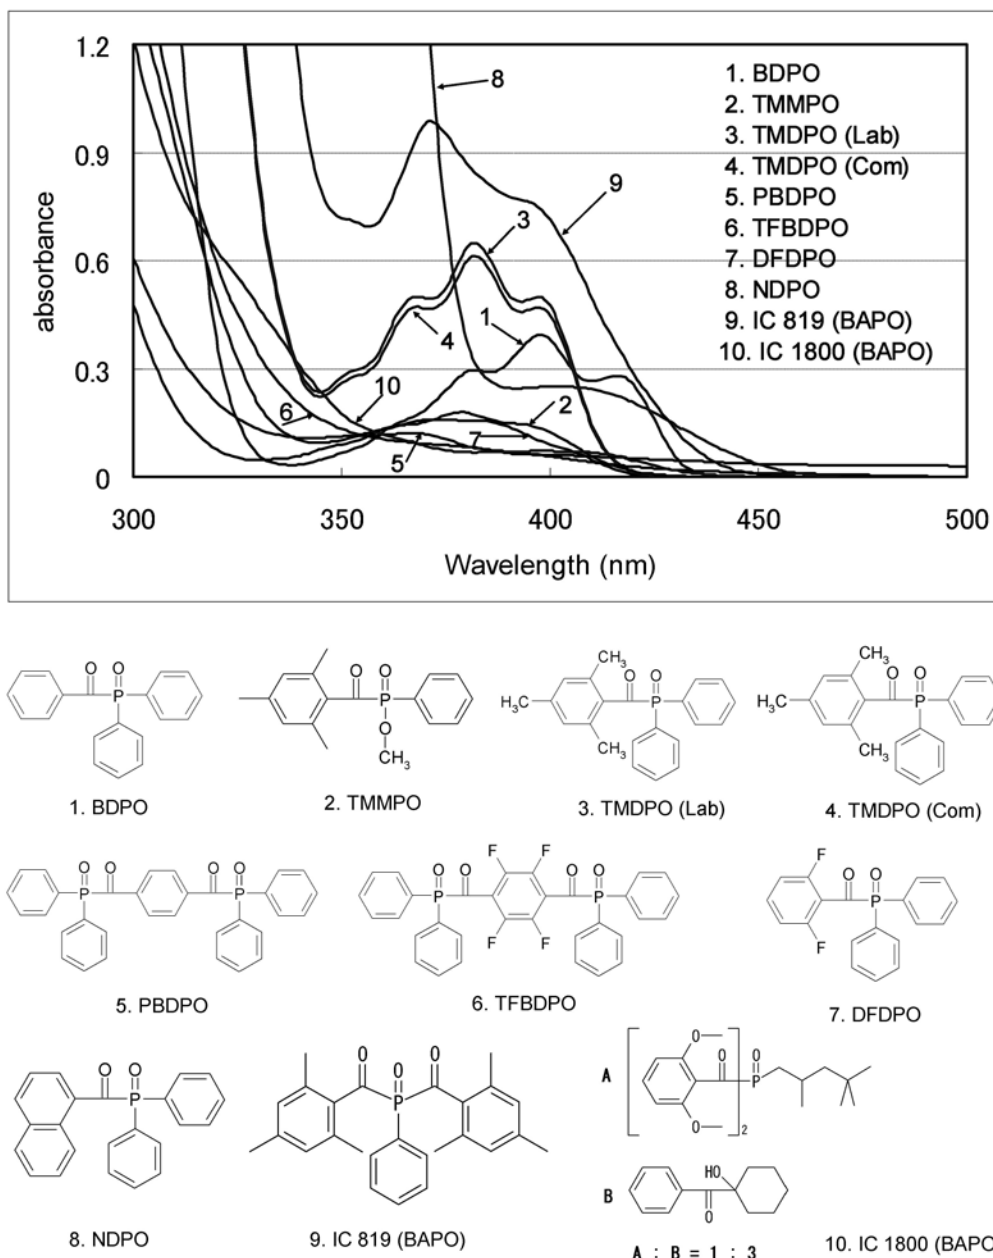 1.2
0.9
0.6
0.3
0
absorbance
300
350
400
450
500
Wavelength (nm)
8
9
3
4
1
10
6
5
7
2
1. BDPO
2. TMMPO
3. TMDPO (Lab)
4. TMDPO (Com)
5. PBDPO
6. TFBDPO
7. DFDPO
8. NDPO
9. IC 819 (BAPO)
10. IC 1800 (BAPO)
O O
P
1. BDPO
O O
P
O
CH3
2. TMMPO
CH3
O O
H3C
P
CH3
3. TMDPO (Lab)
CH3
O O
H3C
P
CH3
4. TMDPO (Com)
O O O O
P P
5. PBDPO
F F
O O O O
P P
F F
6. TFBDPO
F
O O
P
F
7. DFDPO
O O
P
8. NDPO
O O O
P
9. IC 819 (BAPO)
A
O
O O
P
O
2
B
HO
O
A : B = 1 : 3
10. IC 1800 (BAPO